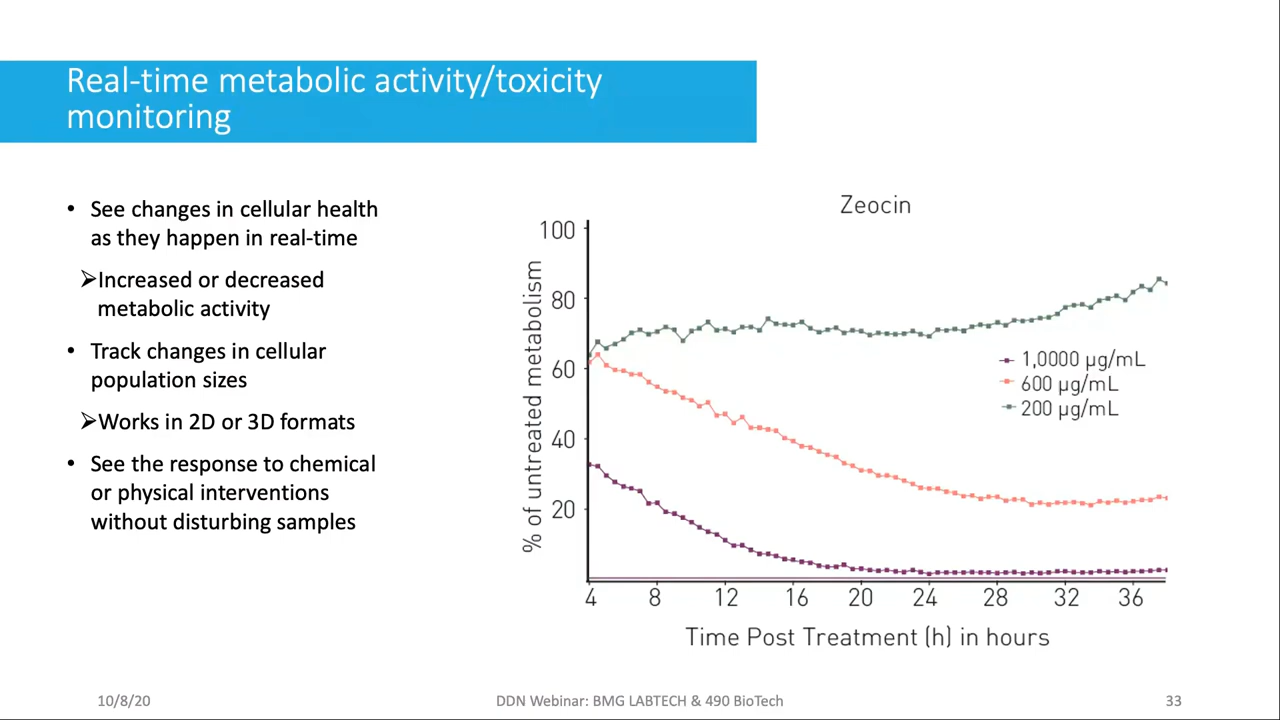 Real-time metabolic activity/toxicity
monitoring
• See changes in cellular health
as they happen in real-time
➢Increased or decreased
metabolic activity
• Track changes in cellular
population sizes
➢Works in 2D or 3D formats
• See the response to chemical
or physical interventions
without disturbing samples
Zeocin
% of untreated metabolism
100
80
60
40
20
1,0000 µg/mL
600 µg/mL
200 µg/mL
4 8 12 16 20 24 28 32 36
Time Post Treatment (h) in hours
10/8/20
DDN Webinar: BMG LABTECH & 490 BioTech
33